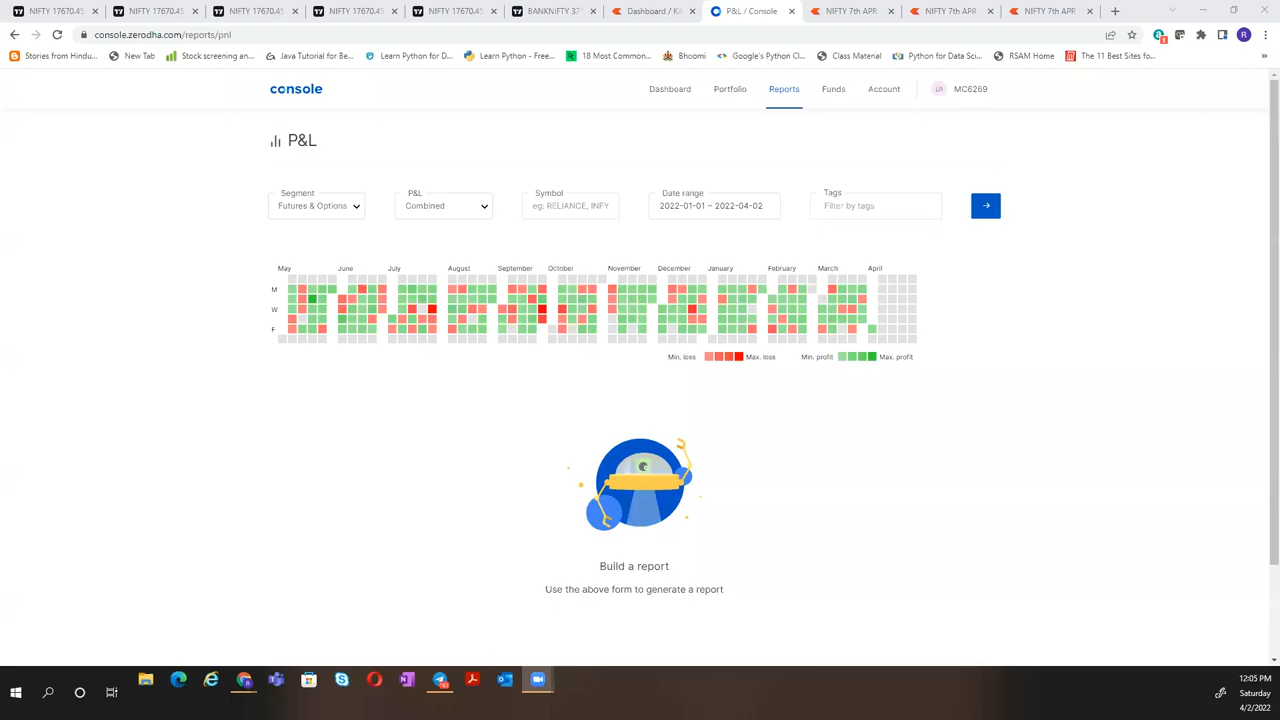 NIFTY 17670.45
NIFTY 17670.45
NIFTY 17670.45
NIFTY 17670.45
NIFTY 17670.45
BANKNIFTY 37
Dashboard / Ki
P&L / Console
NIFTY 7th APR
NIFTY 7th APR
NIFTY 7th APR
console.zerodha.com/reports/pnl
R
Stories from Hindu...
New Tab
Stock screening an...
Java Tutorial for Be...
Learn Python for D...
Learn Python - Free...
18 Most Common...
Bhoomi
Google's Python Cl...
Class Material
Python for Data Sci...
RSAM Home
The 11 Best Sites fo...
console
Dashboard
Portfolio
Reports
Funds
Account
LR
MC6269
P&L
Segment
P&L
Symbol
Date range
Tags
Futures & Options
Combined
eg: RELIANCE, INFY
2022-01-01 ~ 2022-04-02
Filter by tags
May June July August September October November December January February March April
M
W
F
Min. loss
Max. loss
Min. profit
Max. profit
Build a report
Use the above form to generate a report
12:05 PM
Saturday
4/2/2022